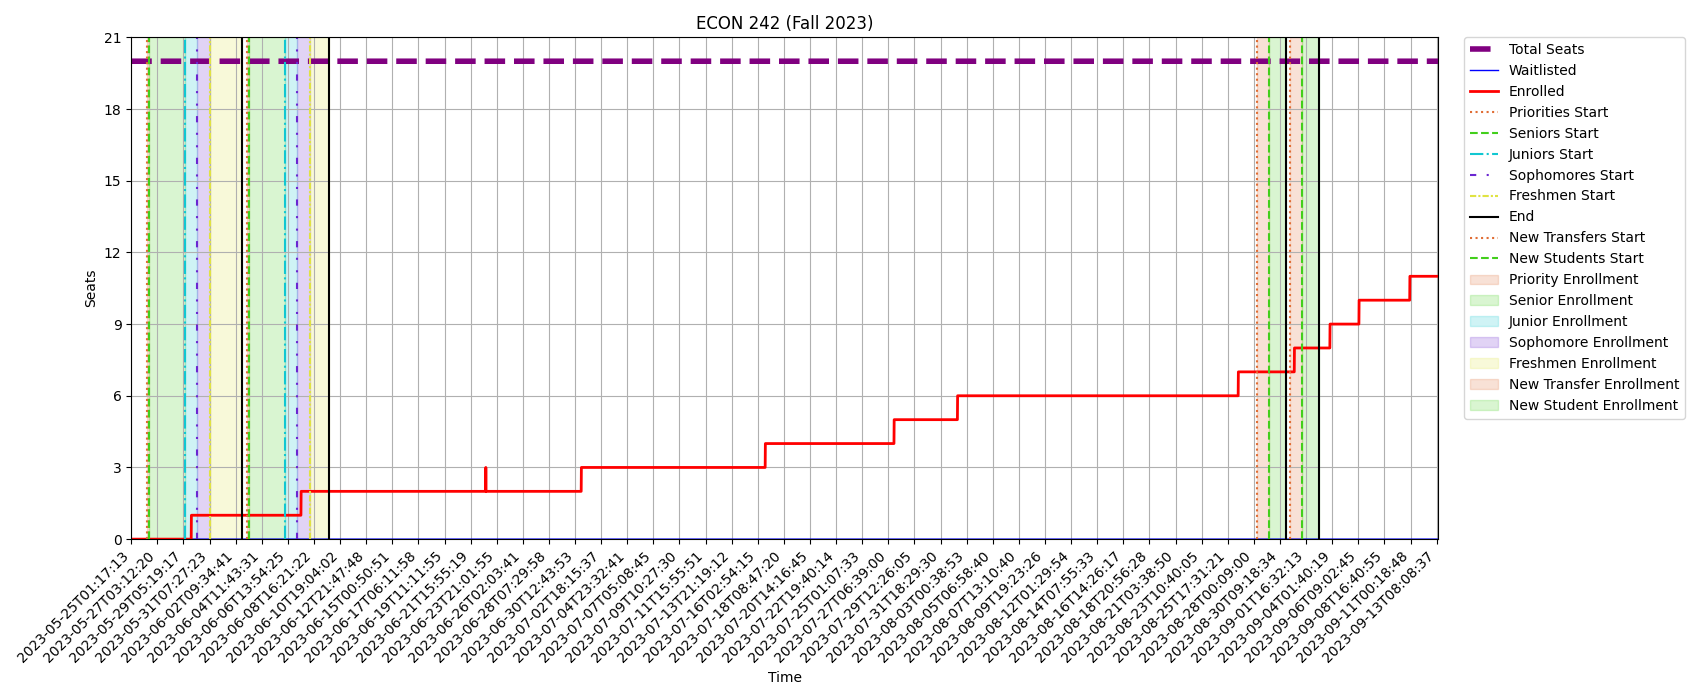 ECON 242 (Fall 2023)
Seats
21
18
15
12
9
6
3
0
2023-05-25T01:17:13
2023-05-27T03:12:20
2023-05-29T05:19:17
2023-05-31T07:27:23
2023-06-02T09:34:41
2023-06-04T11:43:31
2023-06-06T13:54:25
2023-06-08T16:21:22
2023-06-10T19:04:02
2023-06-12T21:47:48
2023-06-15T00:50:51
2023-06-17T06:11:58
2023-06-19T11:11:55
2023-06-21T15:55:19
2023-06-23T21:01:55
2023-06-26T02:03:41
2023-06-28T07:29:58
2023-06-30T12:43:53
2023-07-02T18:15:37
2023-07-04T23:32:41
2023-07-07T05:08:45
2023-07-09T10:27:30
2023-07-11T15:55:51
2023-07-13T21:19:12
2023-07-16T02:54:15
2023-07-18T08:47:20
2023-07-20T14:16:45
2023-07-22T19:40:14
2023-07-25T01:07:33
2023-07-27T06:39:00
2023-07-29T12:26:05
2023-07-31T18:29:30
2023-08-03T00:38:53
2023-08-05T06:58:40
2023-08-07T13:10:40
2023-08-09T19:23:26
2023-08-12T01:29:54
2023-08-14T07:55:33
2023-08-16T14:26:17
2023-08-18T20:56:28
2023-08-21T03:38:50
2023-08-23T10:40:05
2023-08-25T17:31:21
2023-08-28T00:09:00
2023-08-30T09:18:34
2023-09-01T16:32:13
2023-09-04T01:40:19
2023-09-06T09:02:45
2023-09-08T16:40:55
2023-09-11T00:18:48
2023-09-13T08:08:37
Time
Total Seats
Waitlisted
Enrolled
Priorities Start
Seniors Start
Juniors Start
Sophomores Start
Freshmen Start
End
New Transfers Start
New Students Start
Priority Enrollment
Senior Enrollment
Junior Enrollment
Sophomore Enrollment
Freshmen Enrollment
New Transfer Enrollment
New Student Enrollment